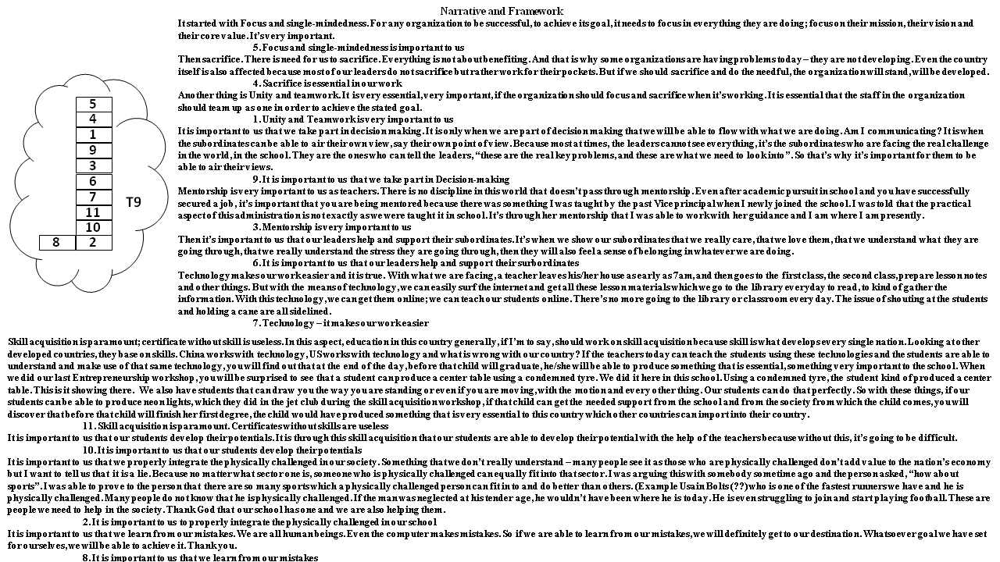 Narrative and Framework
It started with Focus and single-mindedness. For any organization to be successful, to achieve its goal, it needs to focus in everything they are doing; focus on their mission, their vision and
their core value. It's very important.
5. Focus and single-mindedness is important to us
Then sacrifice. There is need for us to sacrifice. Everything is not about benefiting. And that is why some organizations are having problems today – they are not developing. Even the country
itself is also affected because most of our leaders do not sacrifice but rather work for their pockets. But if we should sacrifice and do the needful, the organization will stand, will be developed.
4. Sacrifice is essential in our work
Another thing is Unity and teamwork. It is very essential, very important, if the organization should focus and sacrifice when it's working. It is essential that the staff in the organization
should team up as one in order to achieve the stated goal.
1. Unity and Teamwork is very important to us
It is important to us that we take part in decision making. It is only when we are part of decision making that we will be able to flow with what we are doing. Am I communicating? It is when
the subordinates can be able to air their own view, say their own point of view. Because most at times, the leaders cannot see everything, it's the subordinates who are facing the real challenge
in the world, in the school. They are the ones who can tell the leaders, “these are the real key problems, and these are what we need to look into”. So that's why it's important for them to be
able to air their views.
9. It is important to us that we take part in Decision-making
Mentorship is very important to us as teachers. There is no discipline in this world that doesn't pass through mentorship. Even after academic pursuit in school and you have successfully
secured a job, it's important that you are being mentored because there was something I was taught by the past Vice principal when I newly joined the school. I was told that the practical
aspect of this administration is not exactly as we were taught it in school. It's through her mentorship that I was able to work with her guidance and I am where I am presently.
3. Mentorship is very important to us
Then it's important to us that our leaders help and support their subordinates. It's when we show our subordinates that we really care, that we love them, that we understand what they are
going through, that we really understand the stress they are going through, then they will also feel a sense of belonging in whatever we are doing.
6. It is important to us that our leaders help and support their surbordinates
Technology makes our work easier and it is true. With what we are facing, a teacher leaves his/her house as early as 7am, and then goes to the first class, the second class, prepare lesson notes
and other things. But with the means of technology, we can easily surf the internet and get all these lesson materials which we go to the library everyday to read, to kind of gather the
information. With this technology, we can get them online; we can teach our students online. There's no more going to the library or classroom every day. The issue of shouting at the students
and holding a cane are all sidelined.
7. Technology – it makes our work easier
5
4
1
9
3
6
7
11
10
8 2
T9
Skill acquisition is paramount; certificate without skill is useless. In this aspect, education in this country generally, if I'm to say, should work on skill acquisition because skill is what develops every single nation. Looking at other
developed countries, they base on skills. China works with technology, US works with technology and what is wrong with our country? If the teachers today can teach the students using these technologies and the students are able to
understand and make use of that same technology, you will find out that at the end of the day, before that child will graduate, he/she will be able to produce something that is essential, something very important to the school. When
we did our last Entrepreneurship workshop, you will be surprised to see that a student can produce a center table using a condemned tyre. We did it here in this school. Using a condemned tyre, the student kind of produced a center
table. This is it showing there. We also have students that can draw you the way you are standing or even if you are moving, with the motion and every other thing. Our students can do that perfectly. So with these things, if our
students can be able to produce neon lights, which they did in the jet club during the skill acquisition workshop, if that child can get the needed support from the school and from the society from which the child comes, you will
discover that before that child will finish her first degree, the child would have produced something that is very essential to this country which other countries can import into their country.
11. Skill acquisition is paramount. Certificates without skills are useless
It is important to us that our students develop their potentials. It is through this skill acquisition that our students are able to develop their potential with the help of the teachers because without this, it's going to be difficult.
10. It is important to us that our students develop their potentials
It is important to us that we properly integrate the physically challenged in our society. Something that we don't really understand – many people see it as those who are physically challenged don't add value to the nation's economy
but I want to tell us that it is a lie. Because no matter what sector one is, someone who is physically challenged can equally fit into that sector. I was arguing this with somebody sometime ago and the person asked, “how about
sports”. I was able to prove to the person that there are so many sports which a physically challenged person can fit in to and do better than others. (Example Usain Bolts (??) who is one of the fastest runners we have and he is
physically challenged. Many people do not know that he is physically challenged. If the man was neglected at his tender age, he wouldn't have been where he is today. He is even struggling to join and start playing football. These are
people we need to help in the society. Thank God that our school has one and we are also helping them.
2. It is important to us to properly integrate the physically challenged in our school
It is important to us that we learn from our mistakes. We are all human beings. Even the computer makes mistakes. So if we are able to learn from our mistakes, we will definitely get to our destination. Whatsoever goal we have set
for ourselves, we will be able to achieve it. Thank you.
8. It is important to us that we learn from our mistakes